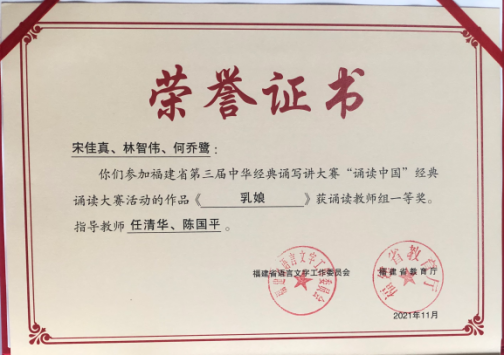 荣誉证书
宋佳真、林智伟、何乔鹭：
你们参加福建省第三届中华经典诵写讲大赛“诵读中国”经典
诵读大赛活动的作品《 乳娘 》获诵读教师组一等奖。
指导教师 任清华、陈国平 。
福建省语言文字工作委员会 福建省教育厅
2021年11月